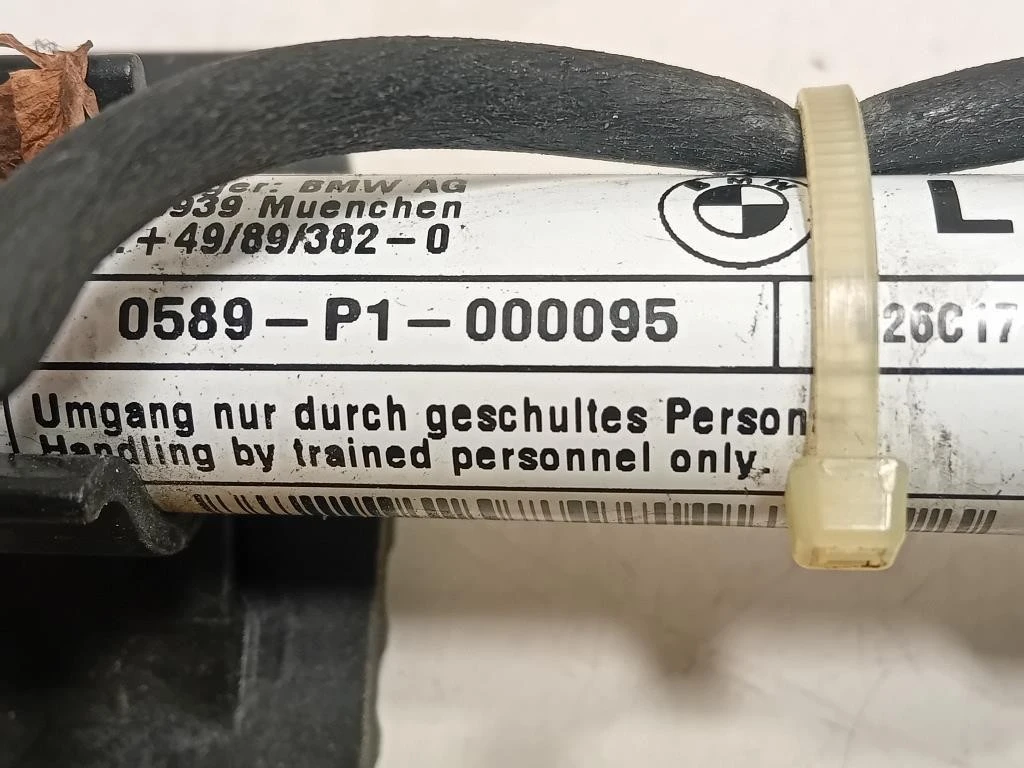 BMW AG
939 Muenchen
+ 49/89/382-0
BMW
L
0589-P1-000095
26C17
Umgang nur durch geschultes Person
Handling by trained personnel only.